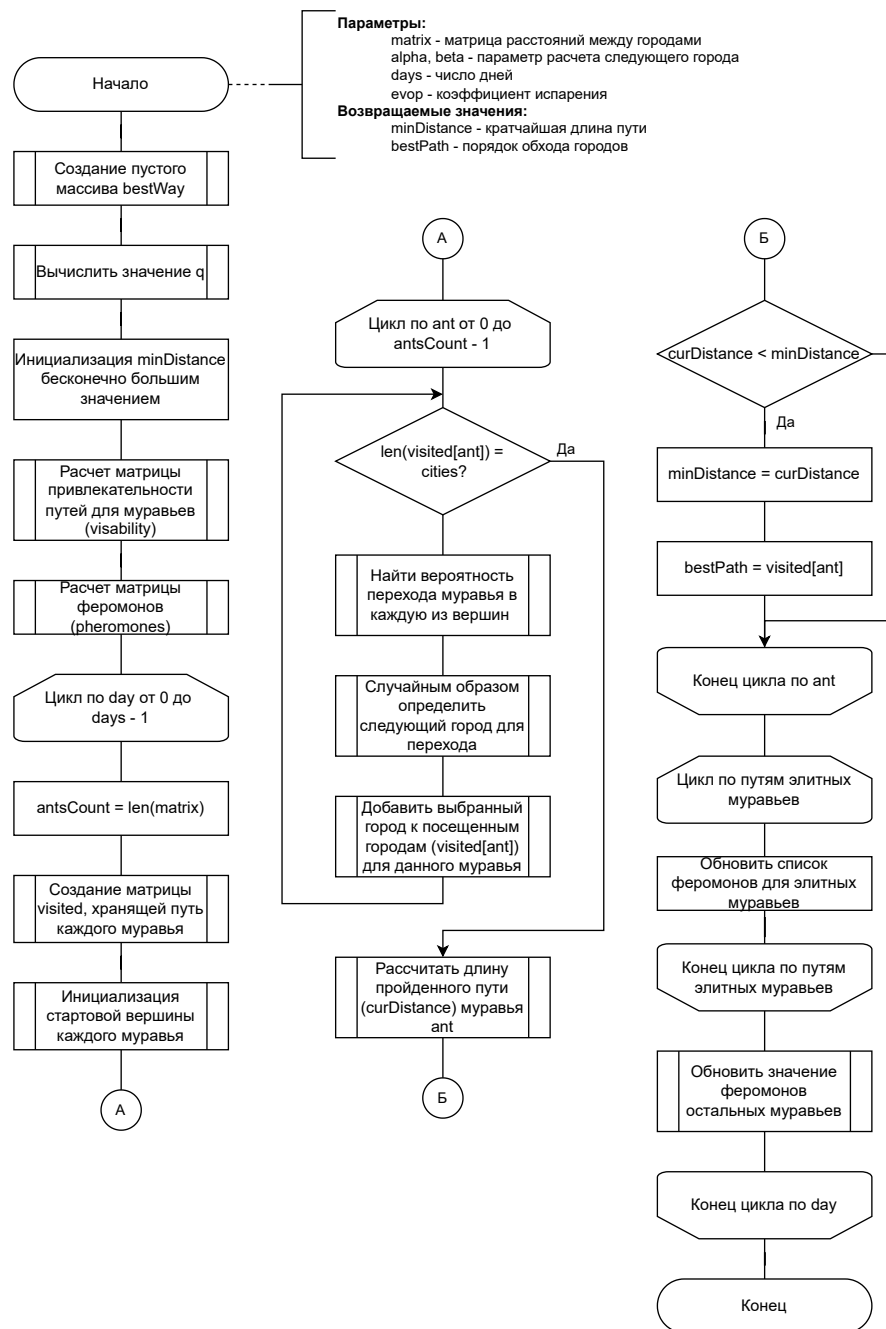 Параметры:
matrix - матрица расстояний между городами
alpha, beta - параметр расчета следующего города
days - число дней
evop - коэффициент испарения
Возвращаемые значения:
minDistance - кратчайшая длина пути
bestPath - порядок обхода городов
Начало
Создание пустого
массива bestWay
Вычислить значение q
Инициализация minDistance
бесконечно большим
значением
Расчет матрицы
привлекательности
путей для муравьев
(visability)
Расчет матрицы
феромонов
(pheromones)
Цикл по day от 0 до
days - 1
antsCount = len(matrix)
Создание матрицы
visited, хранящей путь
каждого муравья
Инициализация
стартовой вершины
каждого муравья
А
А
Цикл по ant от 0 до
antsCount - 1
len(visited[ant]) =
cities?
Да
Найти вероятность
перехода муравья в
каждую из вершин
Случайным образом
определить
следующий город для
перехода
Добавить выбранный
город к посещенным
городам (visited[ant])
для данного муравья
Рассчитать длину
пройденного пути
(curDistance) муравья
ant
Б
Б
curDistance < minDistance
Да
minDistance = curDistance
bestPath = visited[ant]
Конец цикла по ant
Цикл по путям элитных
муравьев
Обновить список
феромонов для элитных
муравьев
Конец цикла по путям
элитных муравьев
Обновить значение
феромонов
остальных муравьев
Конец цикла по day
Конец